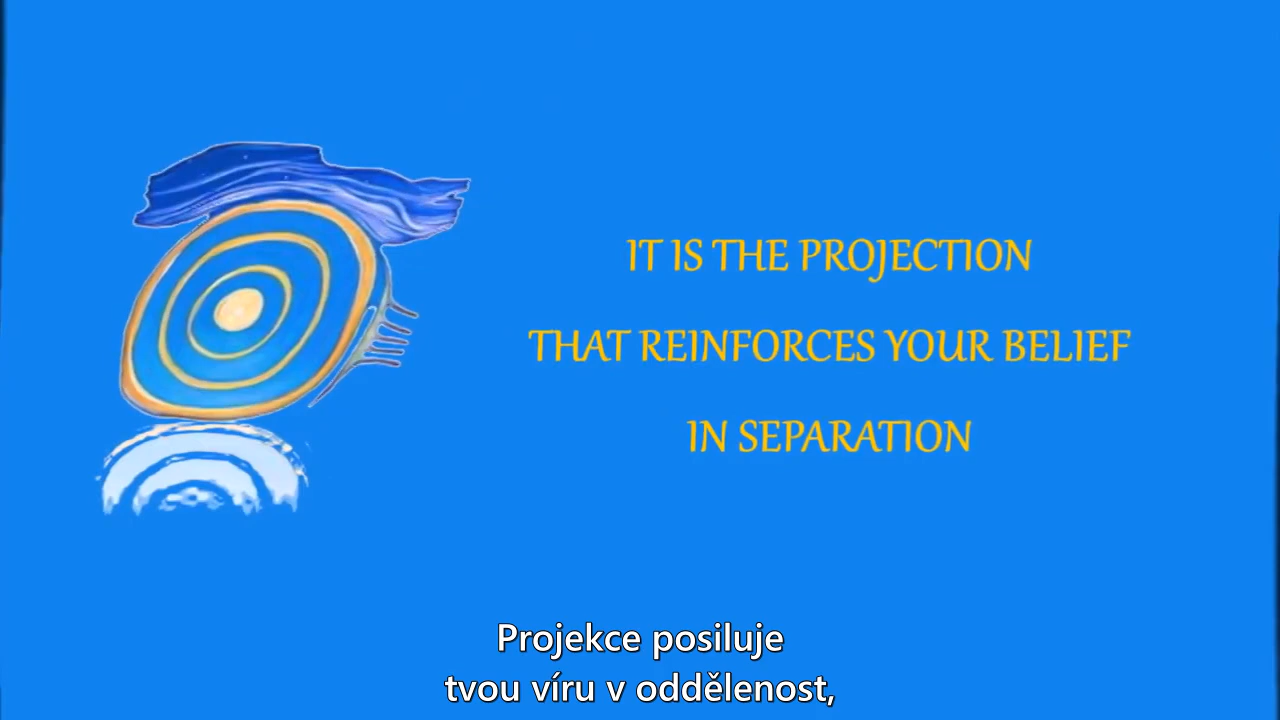 IT IS THE PROJECTION
THAT REINFORCES YOUR BELIEF
IN SEPARATION
Projekce posiluje
tvou víru v oddělenost,